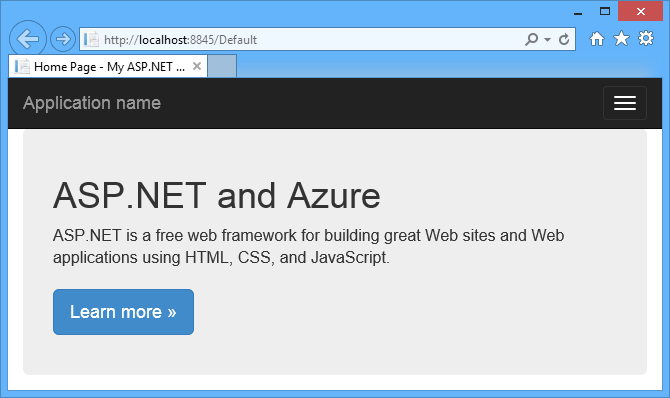 http://localhost:8845/Default
Home Page - My ASP.NET ...
Application name
ASP.NET and Azure
ASP.NET is a free web framework for building great Web sites and Web
applications using HTML, CSS, and JavaScript.
Learn more »